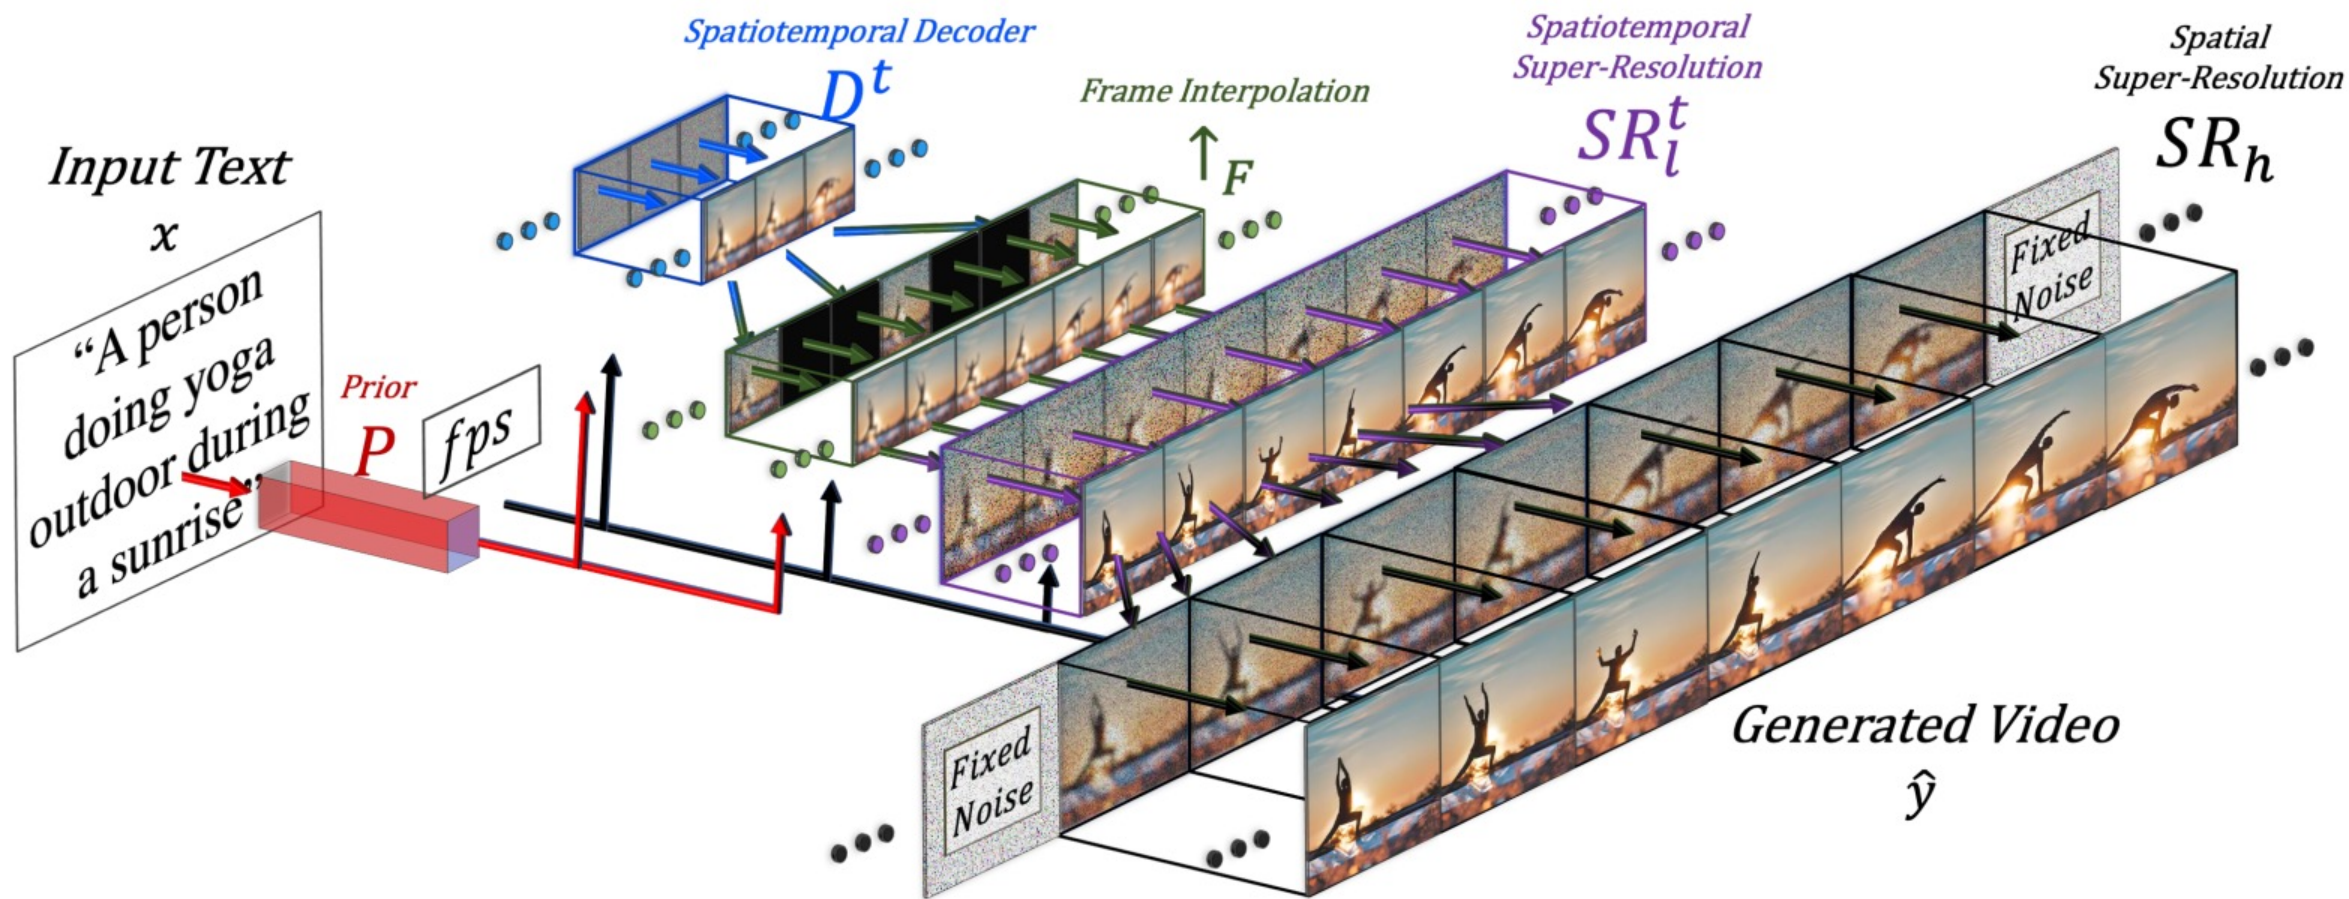 Input Text
x
“A person
doing yoga
outdoor during
a sunrise”
Prior
P
fps
Spatiotemporal Decoder
D^t
Frame Interpolation
↑_F
Spatiotemporal
Super-Resolution
SR_l^t
Spatial
Super-Resolution
SR_h
Fixed
Noise
Fixed
Noise
Generated Video
ŷ